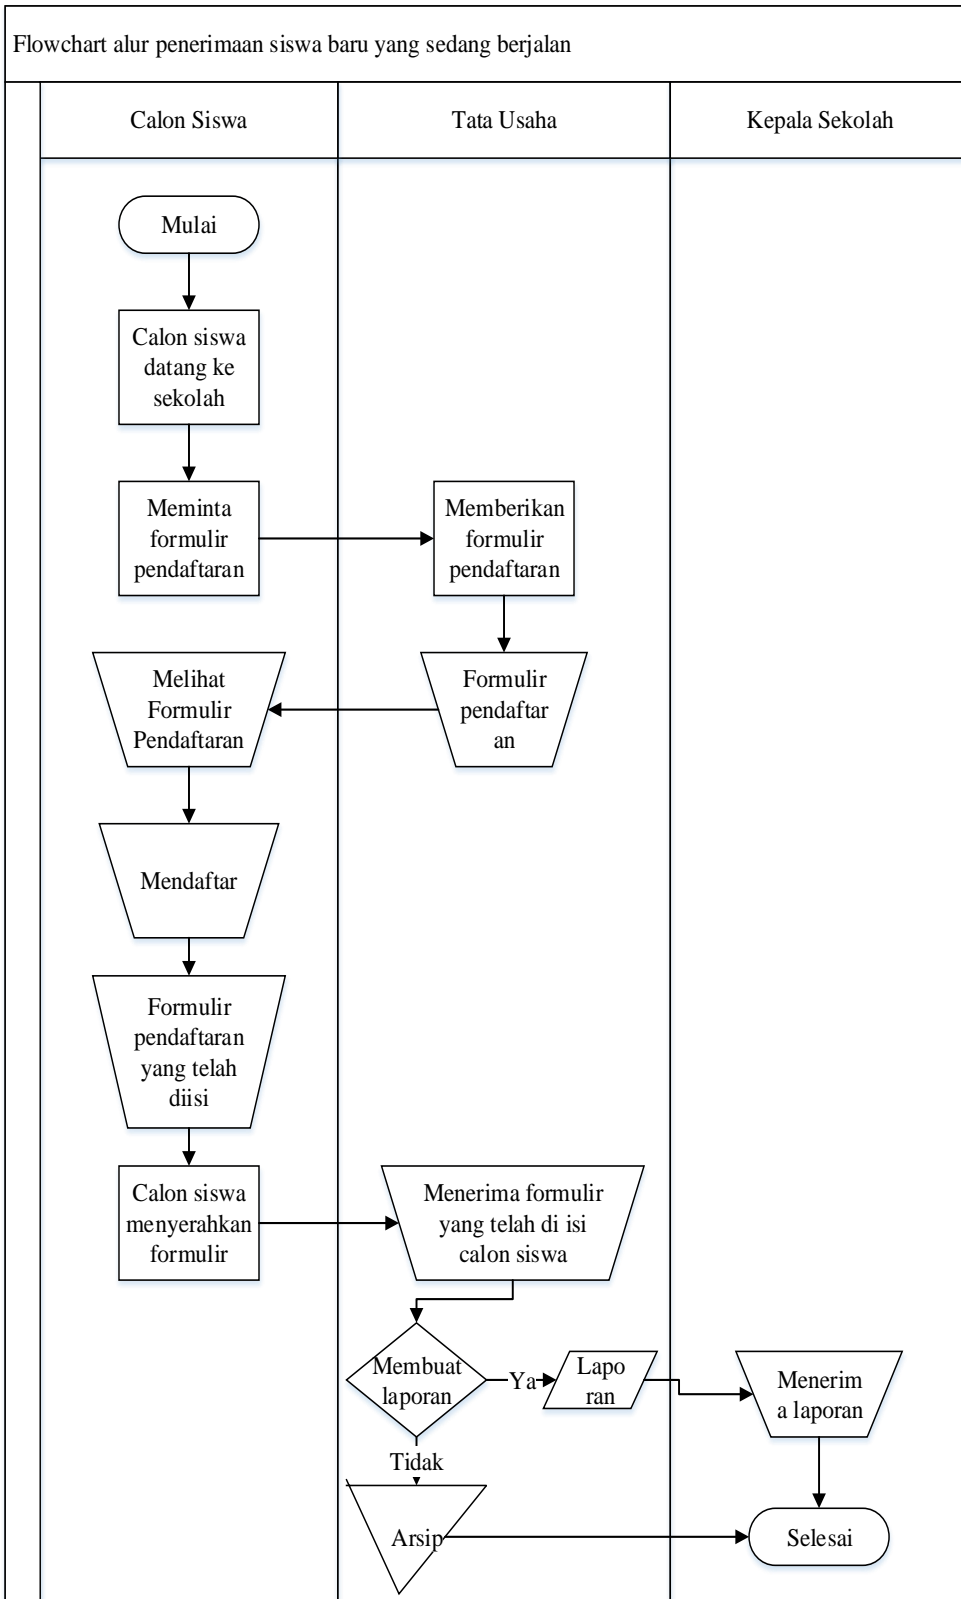 Flowchart alur penerimaan siswa baru yang sedang berjalan
Calon Siswa
Tata Usaha
Kepala Sekolah
Mulai
Calon siswa
datang ke
sekolah
Meminta
formulir
pendaftaran
Memberikan
formulir
pendaftaran
Melihat
Formulir
Pendaftaran
Formulir
pendaftar
an
Mendaftar
Formulir
pendaftaran
yang telah
diisi
Calon siswa
menyerahkan
formulir
Menerima formulir
yang telah di isi
calon siswa
Membuat
laporan
Ya
Lapo
ran
Menerim
a laporan
Tidak
Arsip
Selesai